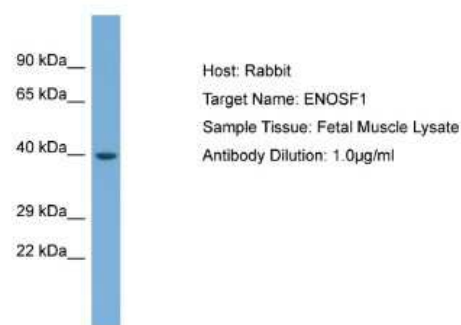 90 kDa
65 kDa
40 kDa
29 kDa
22 kDa
Host: Rabbit
Target Name: ENOSF1
Sample Tissue: Fetal Muscle Lysate
Antibody Dilution: 1.0µg/ml